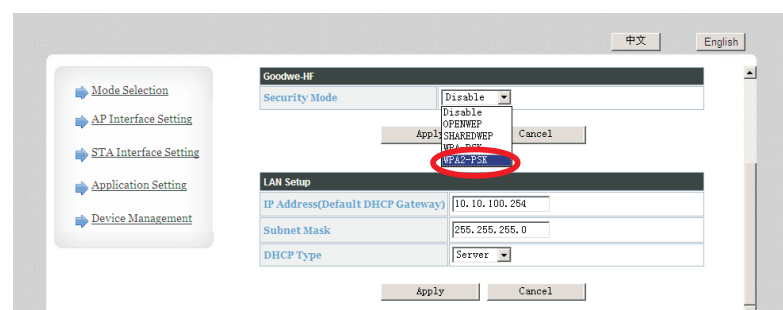 中文 English
Mode Selection
AP Interface Setting
STA Interface Setting
Application Setting
Device Management
Goodwe-HF
Security Mode Disable
Disable
OPENWEP
SHAREDWEP
WPA-PSK
WPA2-PSK
Apply Cancel
LAN Setup
IP Address(Default DHCP Gateway) 10.10.100.254
Subnet Mask 255.255.255.0
DHCP Type Server
Apply Cancel